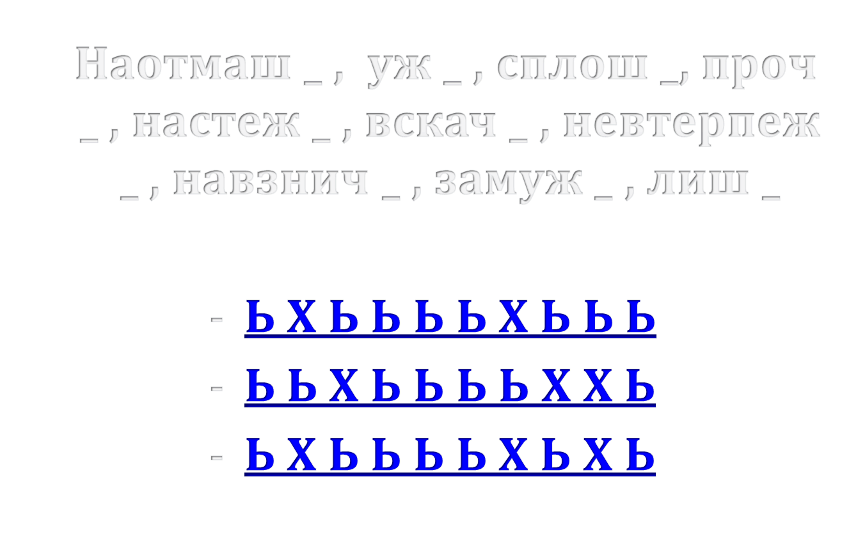 Наотмаш _ , уж _ , сплош _, проч
_ , настеж _ , вскач _ , невтерпеж
_ , навзнич _ , замуж _ , лиш _
- Ь Х Ь Ь Ь Ь Х Ь Ь Ь
- Ь Ь Х Ь Ь Ь Ь Х Х Ь
- Ь Х Ь Ь Ь Ь Х Ь Х Ь